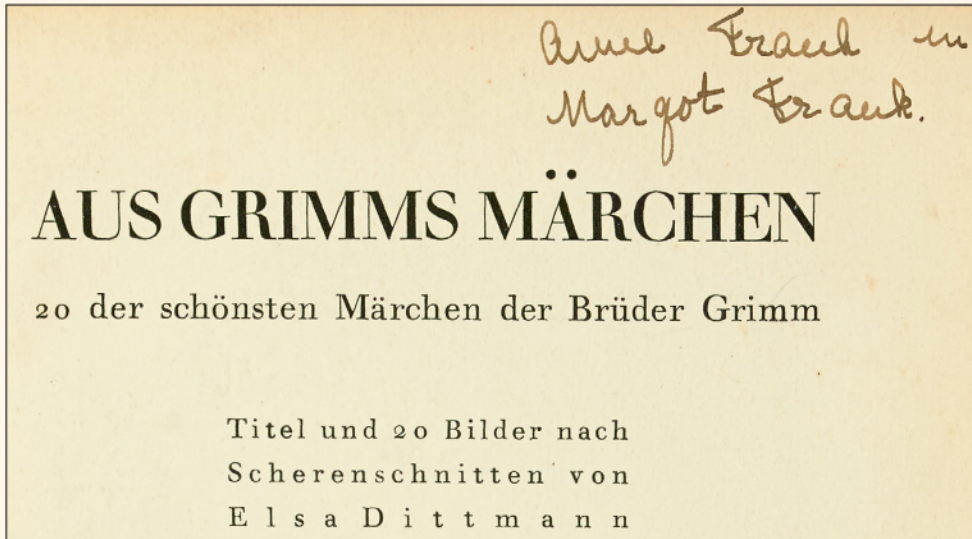 Anne Frank
Margot Frank.
AUS GRIMMS MÄRCHEN
20 der schönsten Märchen der Brüder Grimm
Titel und 20 Bilder nach
Scherenschnitten von
Elsa Dittmann